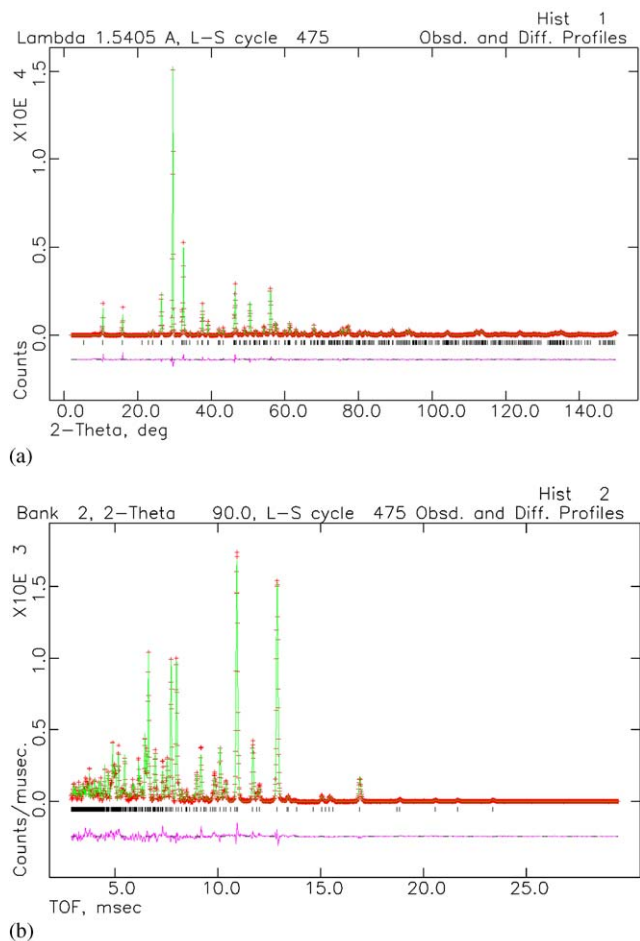 Hist 1
Lambda 1.5405 A, L-S cycle 475 Obsd. and Diff. Profiles
X10E 4
Counts
1.5
1.0
0.5
0.0
0.0 20.0 40.0 60.0 80.0 100.0 120.0 140.0
2-Theta, deg
(a)
Hist 2
Bank 2, 2-Theta 90.0, L-S cycle 475 Obsd. and Diff. Profiles
X10E 3
Counts/musec.
1.5
1.0
0.5
0.0
5.0 10.0 15.0 20.0 25.0
TOF, msec
(b)